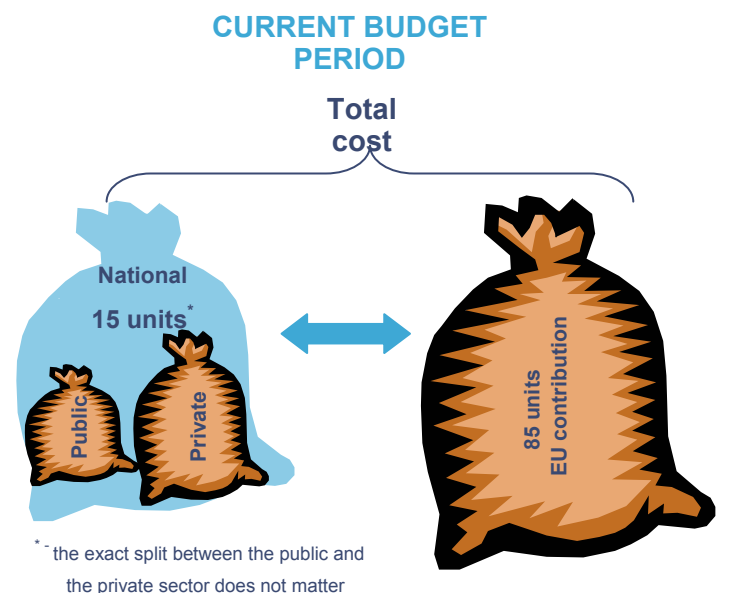 CURRENT BUDGET
PERIOD
Total
cost
National
15 units*
Public
Private
85 units
EU contribution
* - the exact split between the public and
the private sector does not matter